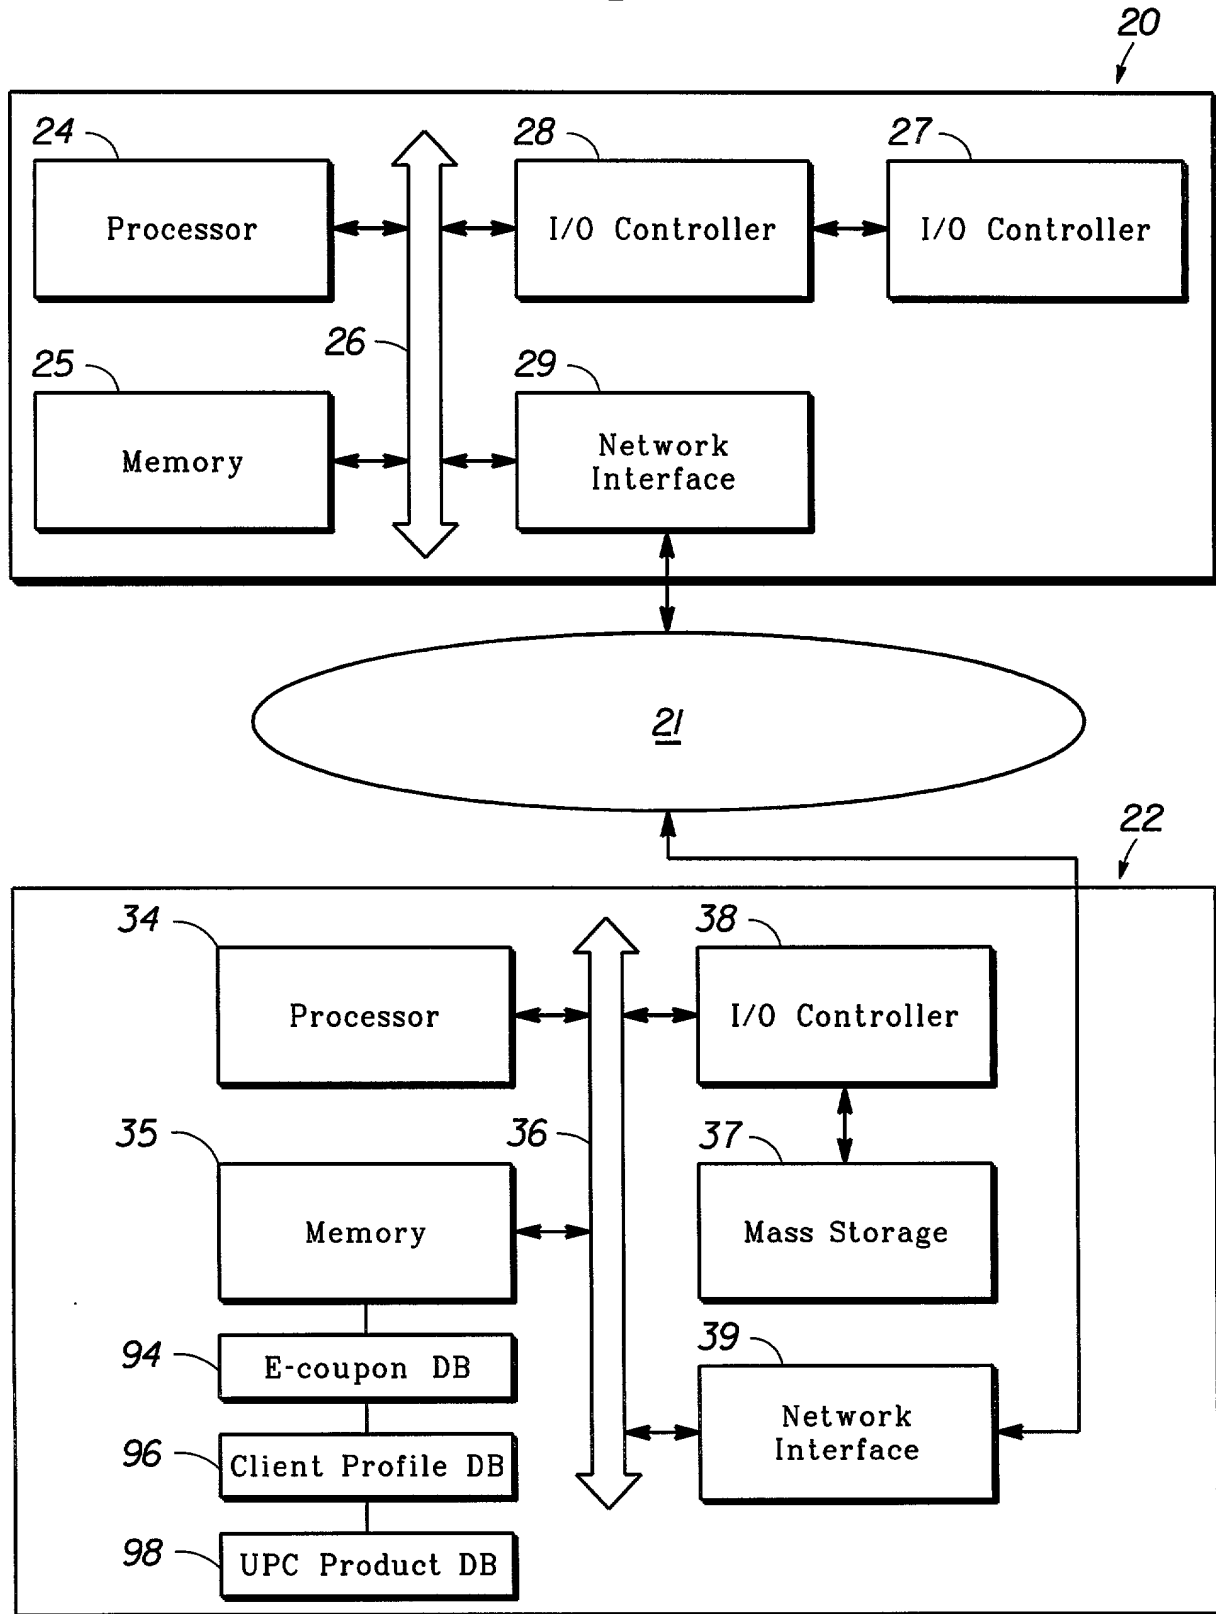 20
24
28
27
Processor
I/O Controller
I/O Controller
26
25
29
Memory
Network
Interface
21
22
34
38
Processor
I/O Controller
35
36
37
Memory
Mass Storage
94
E-coupon DB
39
Network
Interface
96
Client Profile DB
98
UPC Product DB